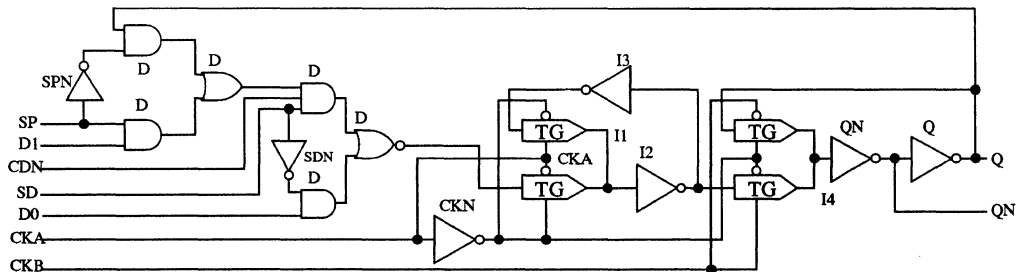 I3
D
D
D
SPN
D
D
SP
TG
QN
Q
D1
I1
TG
CDN
SDN
CKA
I2
Q
SD
D
TG
TG
D0
CKN
I4
QN
CKA
CKB